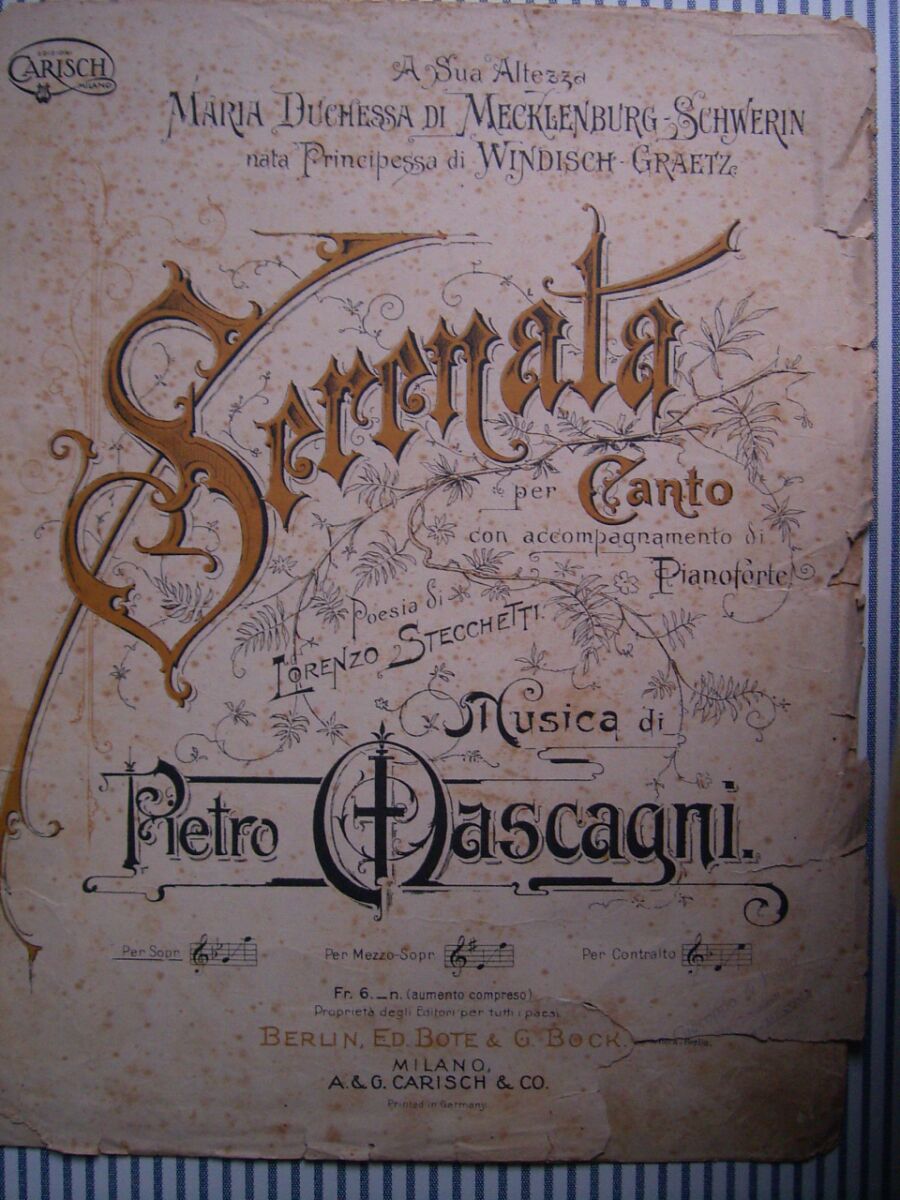 EDIZIONI
CARISCH
MILANO
A Sua Altezza
MARIA DUCHESSA DI MECKLENBURG-SCHWERIN
nata Principessa di WINDISCH-GRAETZ
Serenata
per Canto
con accompagnamento di
Pianoforte
Poesia di
LORENZO STECCHETTI.
Musica di
Pietro Mascagni.
Per Sopr. Per Mezzo-Sopr Per Contralto
Fr. 6._n. (aumento compreso)
Proprietà degli Editori per tutti i paesi
BERLIN, ED. BOTE & G. BOCK.
MILANO,
A. & G. CARISCH & CO.
Printed in Germany.